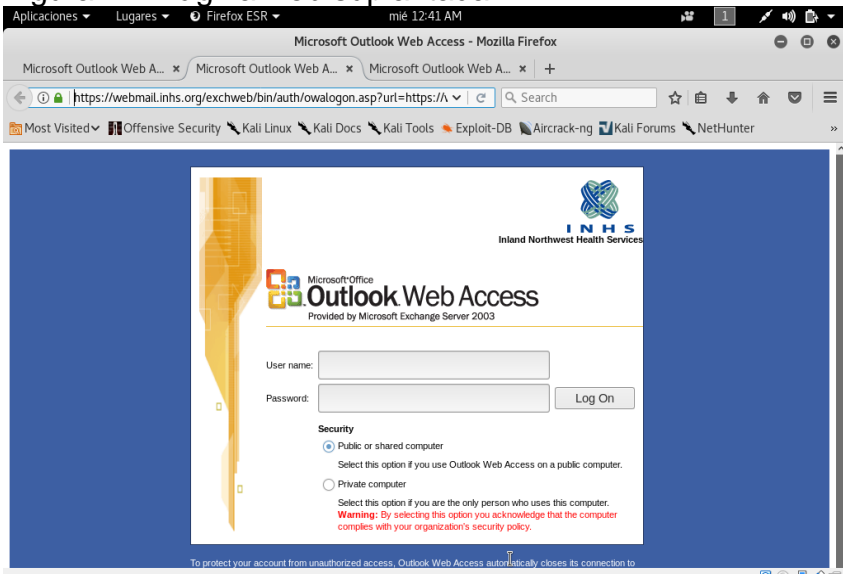 Aplicaciones Lugares Firefox ESR mié 12:41 AM 1
Microsoft Outlook Web Access - Mozilla Firefox
Microsoft Outlook Web A... × Microsoft Outlook Web A... × Microsoft Outlook Web A... × +
https://webmail.inhs.org/exchweb/bin/auth/owalogon.asp?url=https://\ Search
Most Visited Offensive Security Kali Linux Kali Docs Kali Tools Exploit-DB Aircrack-ng Kali Forums NetHunter »
INHS
Inland Northwest Health Services
Microsoft Office
Outlook Web Access
Provided by Microsoft Exchange Server 2003
User name:
Password: Log On
Security
Public or shared computer
Select this option if you use Outlook Web Access on a public computer.
Private computer
Select this option if you are the only person who uses this computer.
Warning: By selecting this option you acknowledge that the computer
complies with your organization's security policy.
To protect your account from unauthorized access, Outlook Web Access automatically closes its connection to